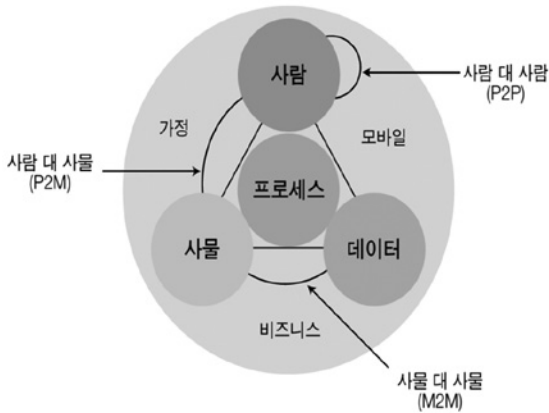 사람
사람 대 사람
(P2P)
가정
모바일
사람 대 사물
(P2M)
프로세스
사물
데이터
비즈니스
사물 대 사물
(M2M)